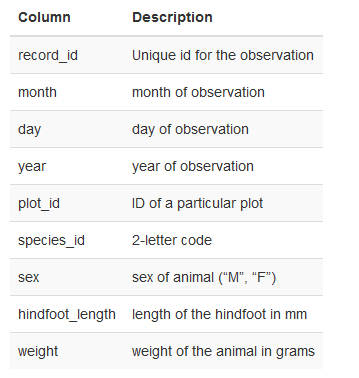 Column Description
record_id Unique id for the observation
month month of observation
day day of observation
year year of observation
plot_id ID of a particular plot
species_id 2-letter code
sex sex of animal (“M”, “F”)
hindfoot_length length of the hindfoot in mm
weight weight of the animal in grams